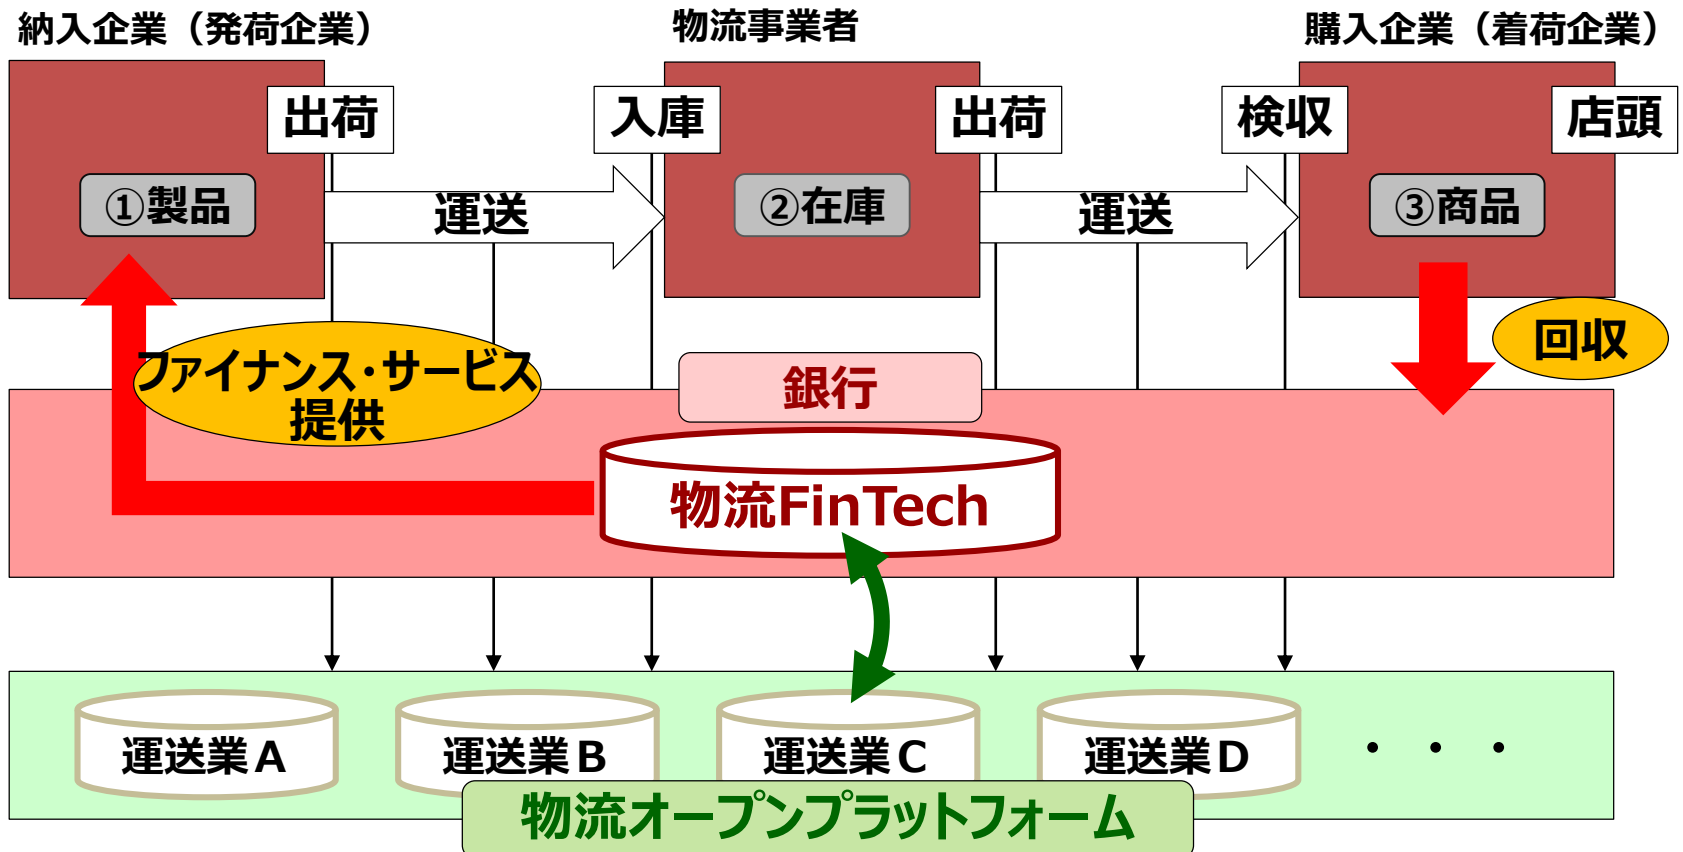 納入企業（発荷企業）
物流事業者
購入企業（着荷企業）
出荷
入庫
出荷
検収
店頭
①製品
運送
②在庫
運送
③商品
ファイナンス・サービス
提供
銀行
回収
物流FinTech
運送業A
運送業B
運送業C
運送業D
・・・
物流オープンプラットフォーム